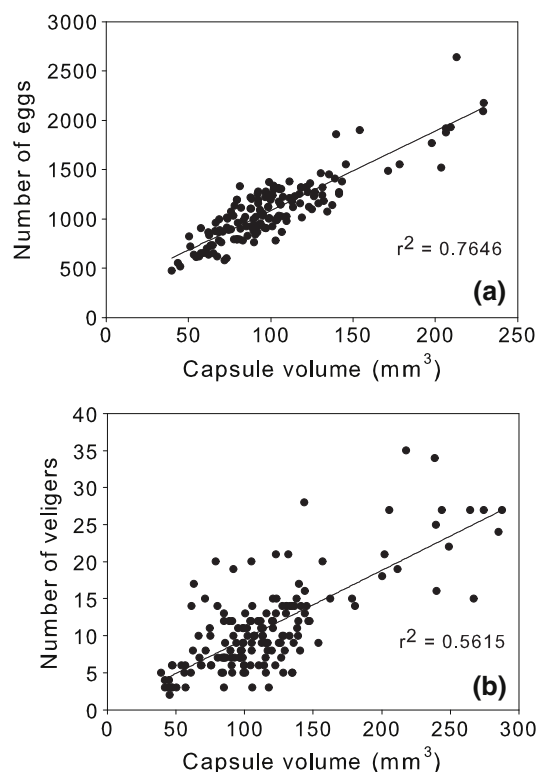 3000
2500
2000
1500
1000
500
0
Number of eggs
r² = 0.7646
(a)
0 50 100 150 200 250
Capsule volume (mm³)
40
35
30
25
20
15
10
5
0
Number of veligers
r² = 0.5615
(b)
0 50 100 150 200 250 300
Capsule volume (mm³)